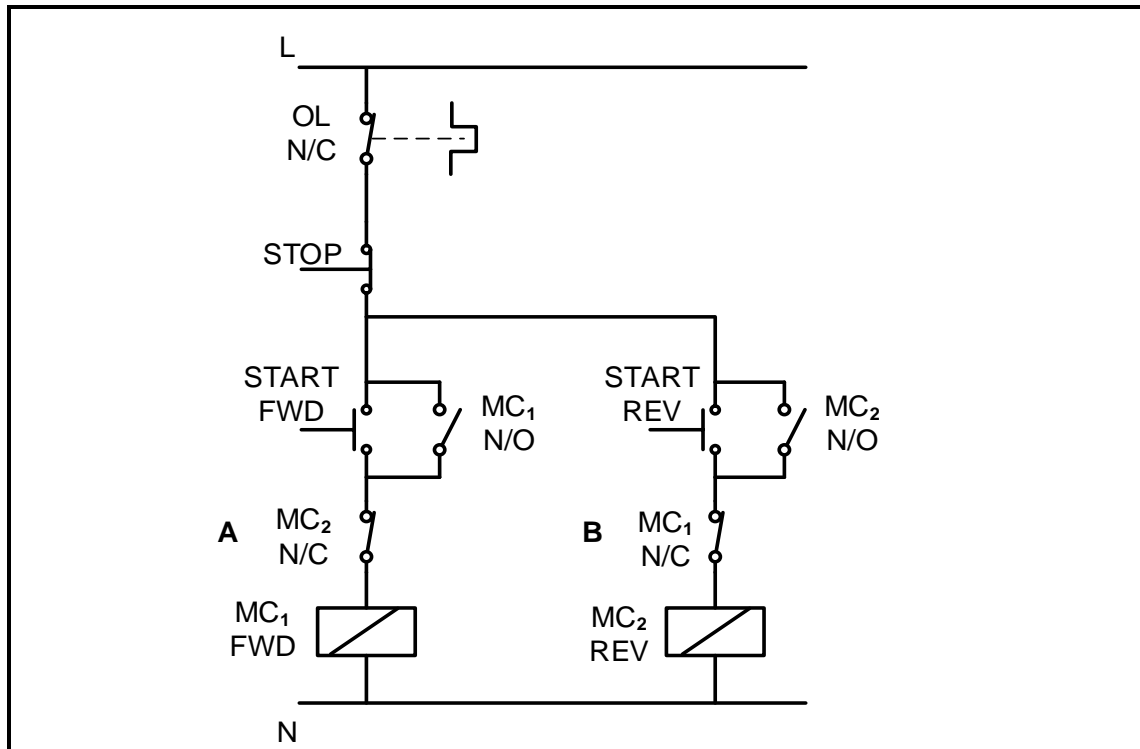 L
OL
N/C
STOP
START
FWD
MC₁
N/O
START
REV
MC₂
N/O
A
MC₂
N/C
B
MC₁
N/C
MC₁
FWD
MC₂
REV
N